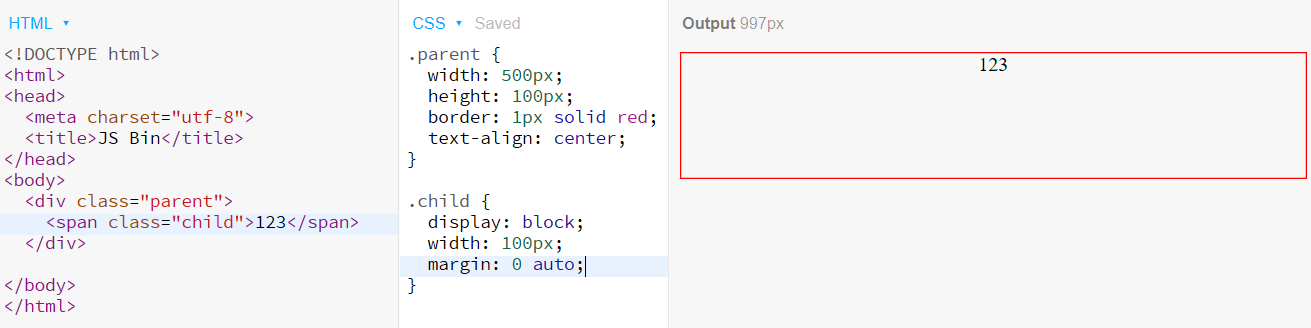 HTML ▾
<!DOCTYPE html>
<html>
<head>
  <meta charset="utf-8">
  <title>JS Bin</title>
</head>
<body>
  <div class="parent">
    <span class="child">123</span>
  </div>

</body>
</html>
CSS ▾ Saved
.parent {
  width: 500px;
  height: 100px;
  border: 1px solid red;
  text-align: center;
}

.child {
  display: block;
  width: 100px;
  margin: 0 auto;
}
Output 997px
123